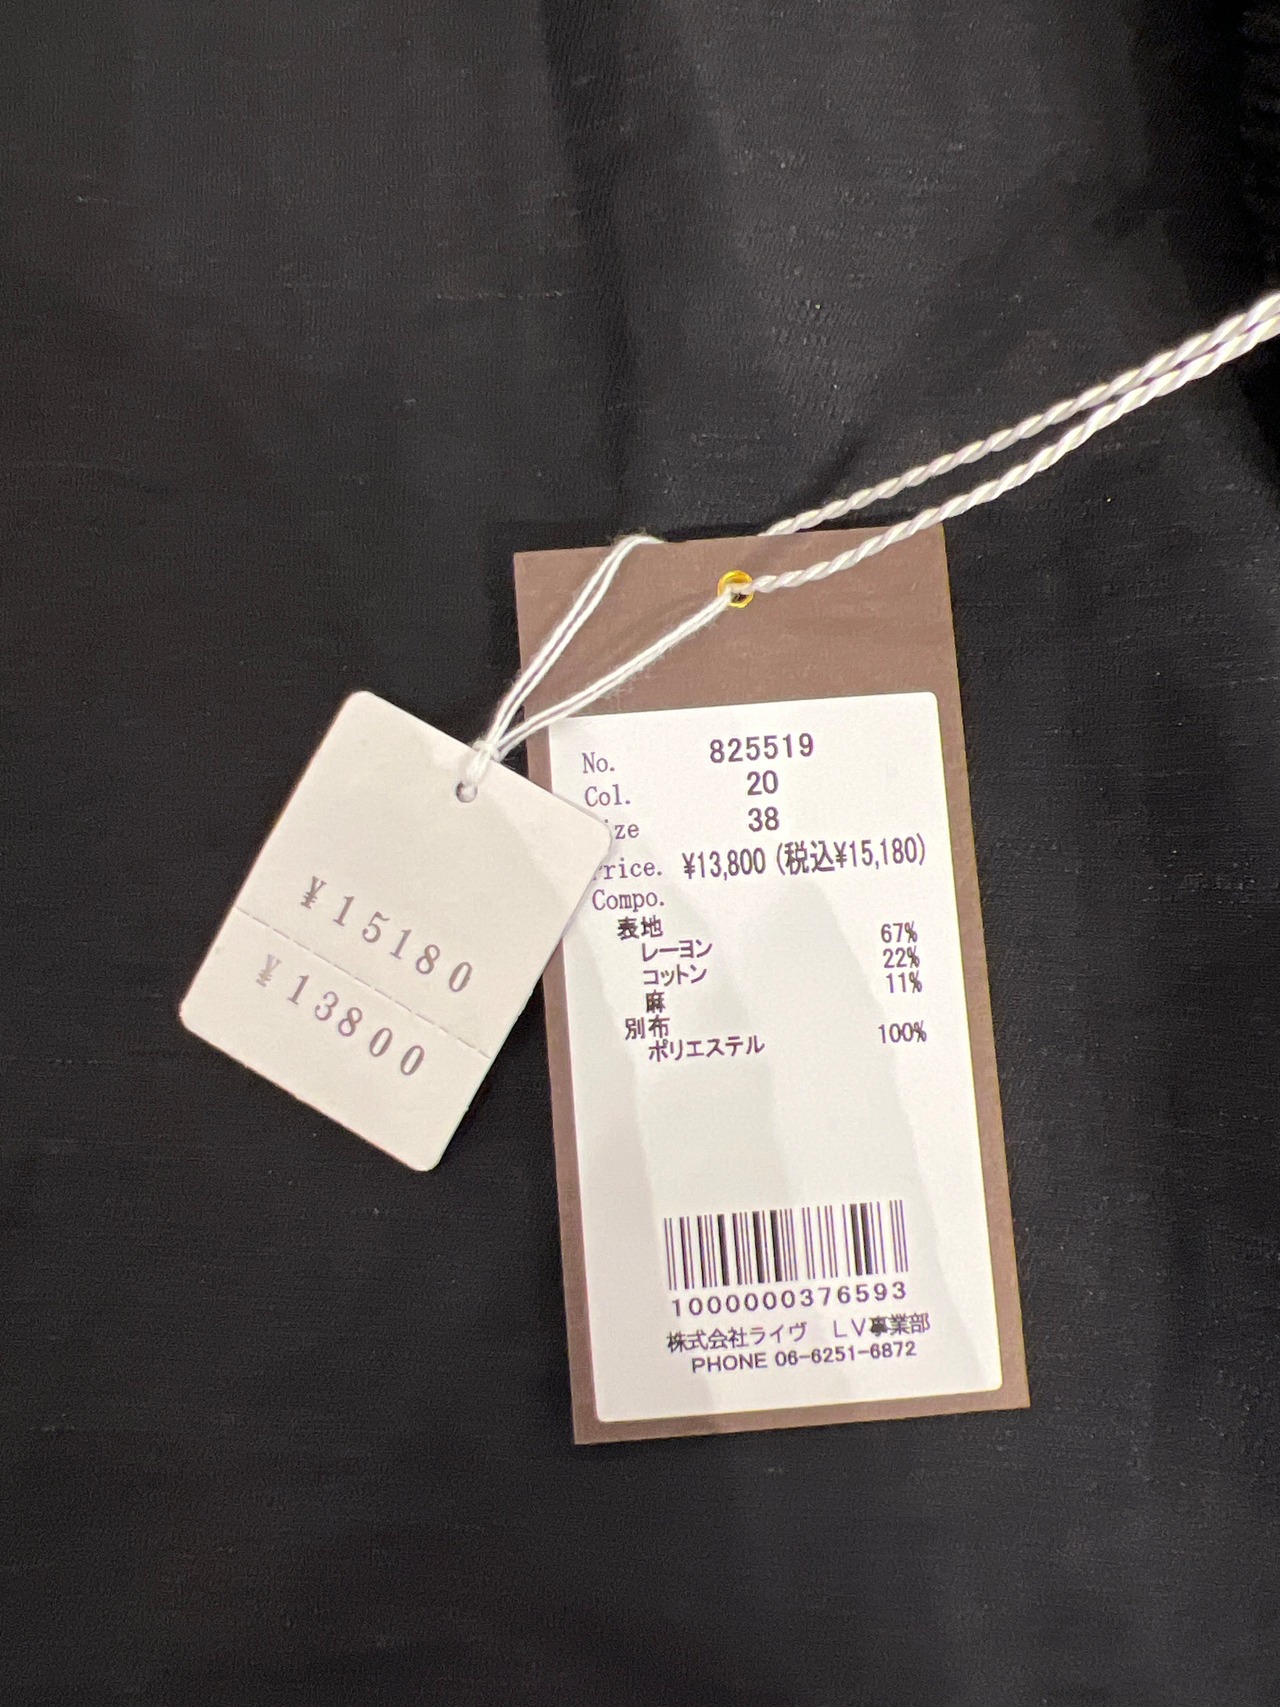 ¥15180
¥13800
No. 825519
Col. 20
ize 38
rice. ¥13,800 (税込¥15,180)
Compo.
表地
レーヨン 67%
コットン 22%
麻 11%
別布
ポリエステル 100%
1000000376593
株式会社ライヴ LV事業部
PHONE 06-6251-6872